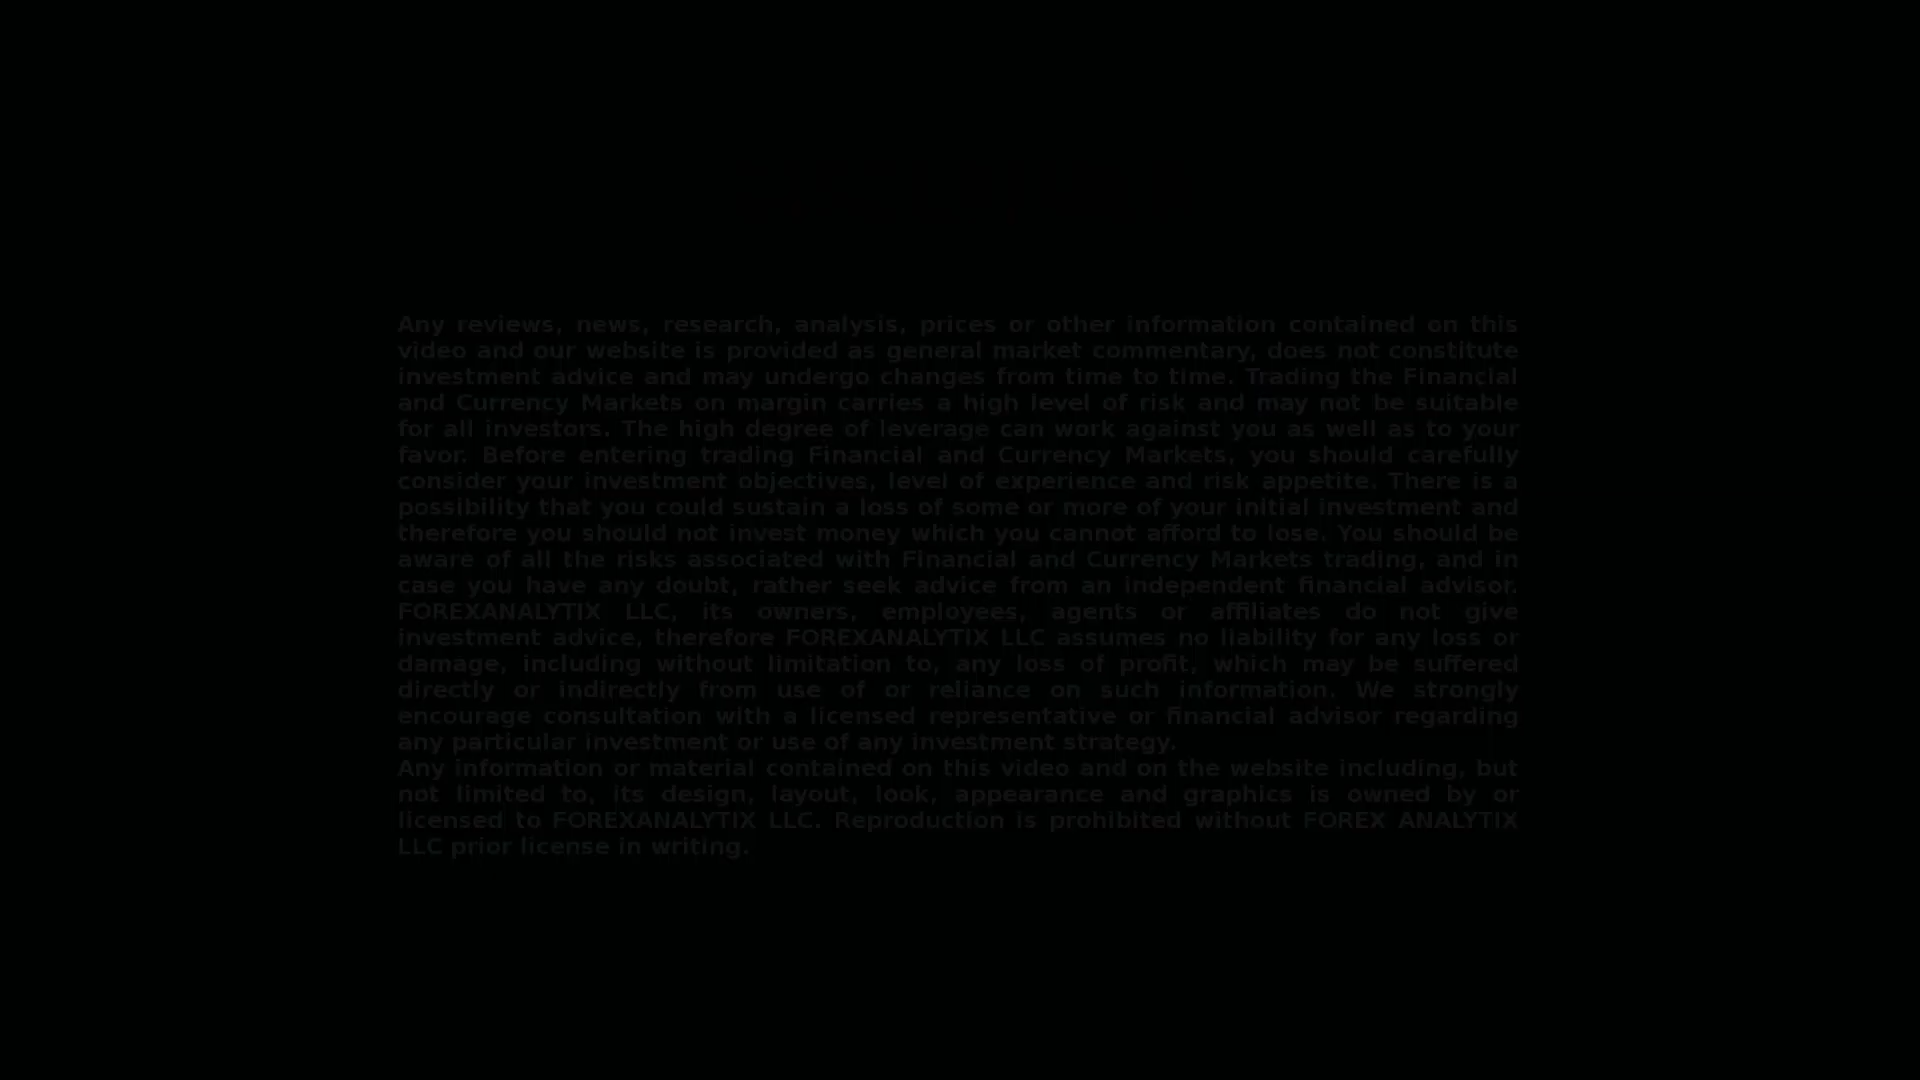 Any reviews, news, research, analysis, prices or other information contained on this
video and our website is provided as general market commentary, does not constitute
investment advice and may undergo changes from time to time. Trading the Financial
and Currency Markets on margin carries a high level of risk and may not be suitable
for all investors. The high degree of leverage can work against you as well as to your
favor. Before entering trading Financial and Currency Markets, you should carefully
consider your investment objectives, level of experience and risk appetite. There is a
possibility that you could sustain a loss of some or more of your initial investment and
therefore you should not invest money which you cannot afford to lose. You should be
aware of all the risks associated with Financial and Currency Markets trading, and in
case you have any doubt, rather seek advice from an independent financial advisor.
FOREXANALYTIX LLC, its owners, employees, agents or affiliates do not give
investment advice, therefore FOREXANALYTIX LLC assumes no liability for any loss or
damage, including without limitation to, any loss of profit, which may be suffered
directly or indirectly from use of or reliance on such information. We strongly
encourage consultation with a licensed representative or financial advisor regarding
any particular investment or use of any investment strategy.
Any information or material contained on this video and on the website including, but
not limited to, its design, layout, look, appearance and graphics is owned by or
licensed to FOREXANALYTIX LLC. Reproduction is prohibited without FOREX ANALYTIX
LLC prior license in writing.